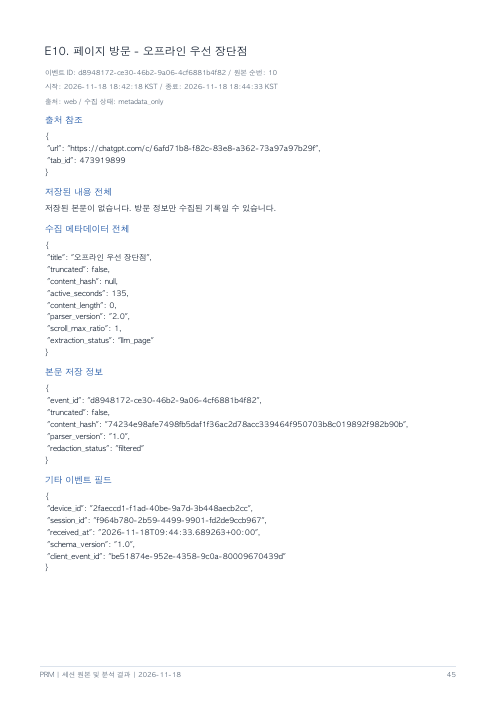 E10. 페이지 방문 - 오프라인 우선 장단점
이벤트 ID: d8948172-ce30-46b2-9a06-4cf6881b4f82 / 원본 순번: 10
시작: 2026-11-18 18:42:18 KST / 종료: 2026-11-18 18:44:33 KST
출처: web / 수집 상태: metadata_only
출처 참조
{
"url": "https://chatgpt.com/c/6afd71b8-f82c-83e8-a362-73a97a97b29f",
"tab_id": 473919899
}
저장된 내용 전체
저장된 본문이 없습니다. 방문 정보만 수집된 기록일 수 있습니다.
수집 메타데이터 전체
{
"title": "오프라인 우선 장단점",
"truncated": false,
"content_hash": null,
"active_seconds": 135,
"content_length": 0,
"parser_version": "2.0",
"scroll_max_ratio": 1,
"extraction_status": "llm_page"
}
본문 저장 정보
{
"event_id": "d8948172-ce30-46b2-9a06-4cf6881b4f82",
"truncated": false,
"content_hash": "74234e98afe7498fb5daf1f36ac2d78acc339464f950703b8c019892f982b90b",
"parser_version": "1.0",
"redaction_status": "filtered"
}
기타 이벤트 필드
{
"device_id": "2faeccd1-f1ad-40be-9a7d-3b448aecb2cc",
"session_id": "f964b780-2b59-4499-9901-fd2de9ccb967",
"received_at": "2026-11-18T09:44:33.689263+00:00",
"schema_version": "1.0",
"client_event_id": "be51874e-952e-4358-9c0a-80009670439d"
}
PRM | 세션 원본 및 분석 결과 | 2026-11-18
45